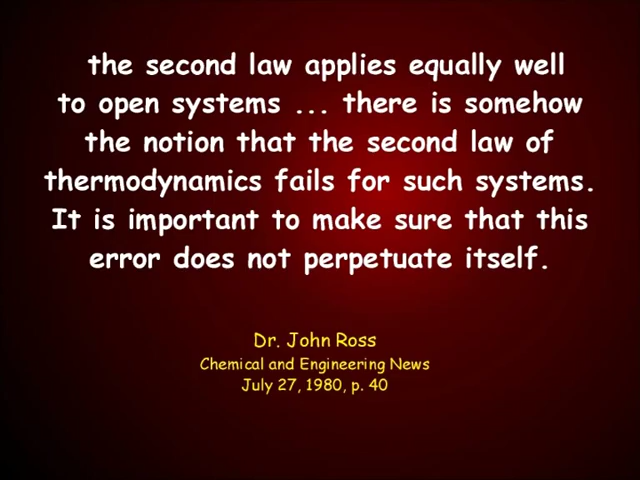 the second law applies equally well
to open systems ... there is somehow
the notion that the second law of
thermodynamics fails for such systems.
It is important to make sure that this
error does not perpetuate itself.
Dr. John Ross
Chemical and Engineering News
July 27, 1980, p. 40